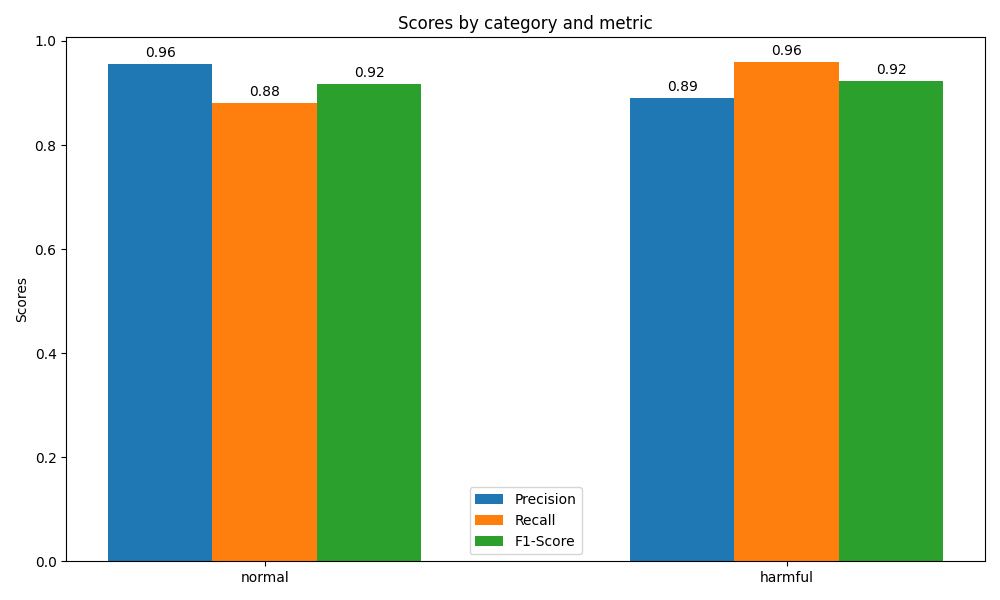 Scores by category and metric
1.0
0.8
0.6
0.4
0.2
0.0
Scores
0.96
0.88
0.92
0.89
0.96
0.92
Precision
Recall
F1-Score
normal
harmful